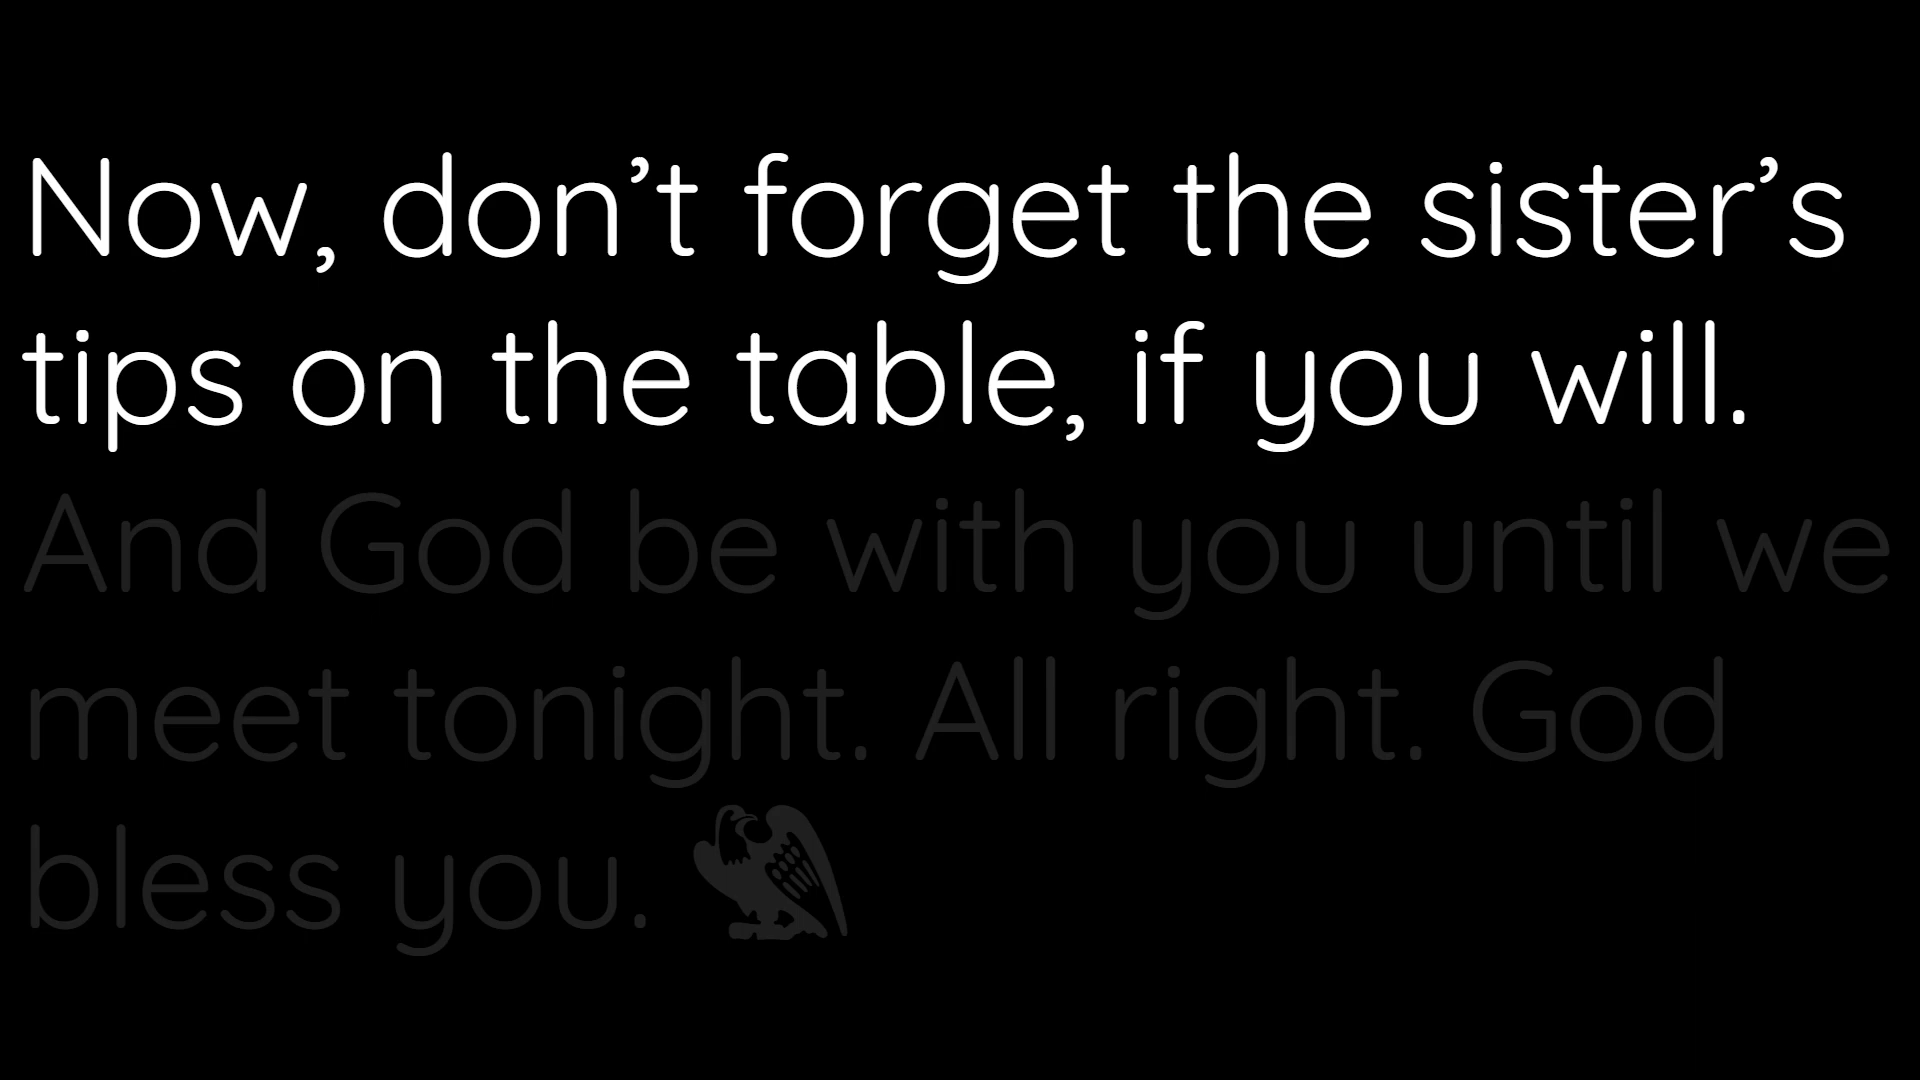 Now, don’t forget the sister’s
tips on the table, if you will.
And God be with you until we
meet tonight. All right. God
bless you.